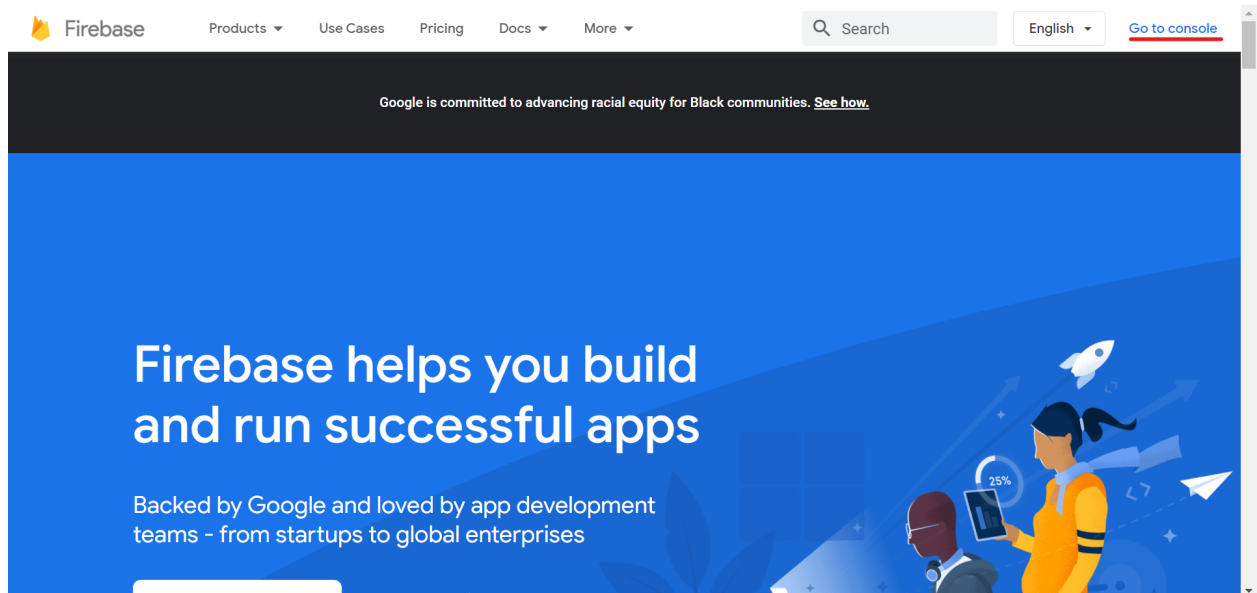 Firebase Products Use Cases Pricing Docs More Search English Go to console
Google is committed to advancing racial equity for Black communities. See how.
Firebase helps you build
and run successful apps
Backed by Google and loved by app development
teams - from startups to global enterprises
25%